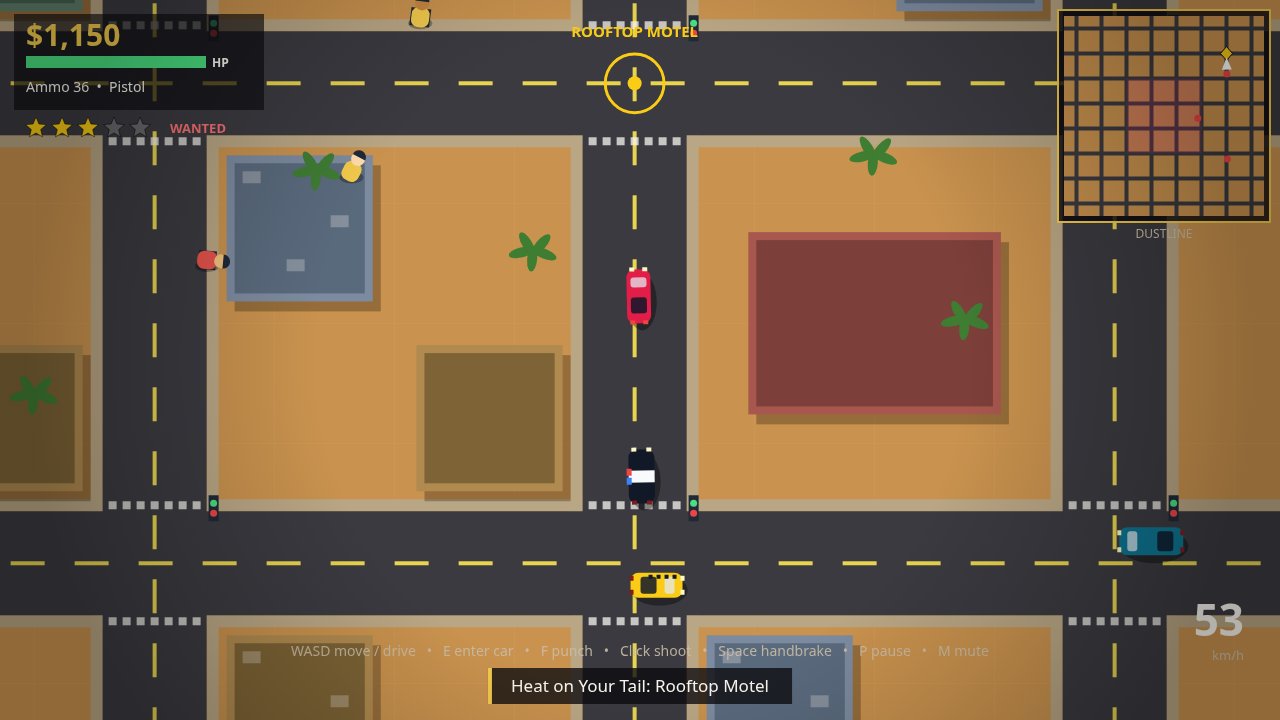 $1,150
HP
Ammo 36 • Pistol
WANTED
ROOFTOP MOTEL
DUSTLINE
53
km/h
WASD move / drive • E enter car • F punch • Click shoot • Space handbrake • P pause • M mute
Heat on Your Tail: Rooftop Motel